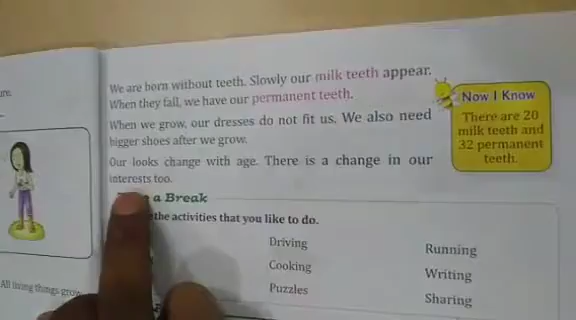 We are born without teeth. Slowly our milk teeth appear.
When they fall, we have our permanent teeth.
When we grow, our dresses do not fit us. We also need
bigger shoes after we grow.
Our looks change with age. There is a change in our
interests too.
Now I Know
There are 20
milk teeth and
32 permanent
teeth.
a Break
the activities that you like to do.
Driving
Running
Cooking
Writing
Puzzles
Sharing
All living things grow